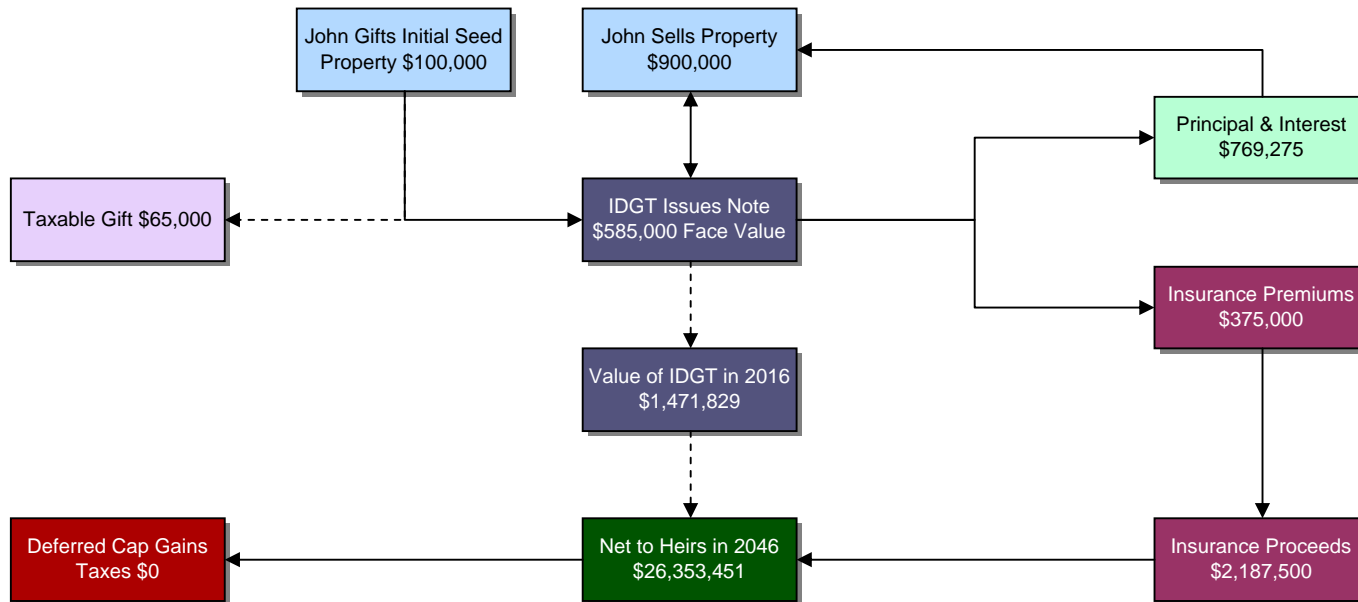 John Gifts Initial Seed
Property $100,000
John Sells Property
$900,000
Principal & Interest
$769,275
Taxable Gift $65,000
IDGT Issues Note
$585,000 Face Value
Insurance Premiums
$375,000
Value of IDGT in 2016
$1,471,829
Deferred Cap Gains
Taxes $0
Net to Heirs in 2046
$26,353,451
Insurance Proceeds
$2,187,500